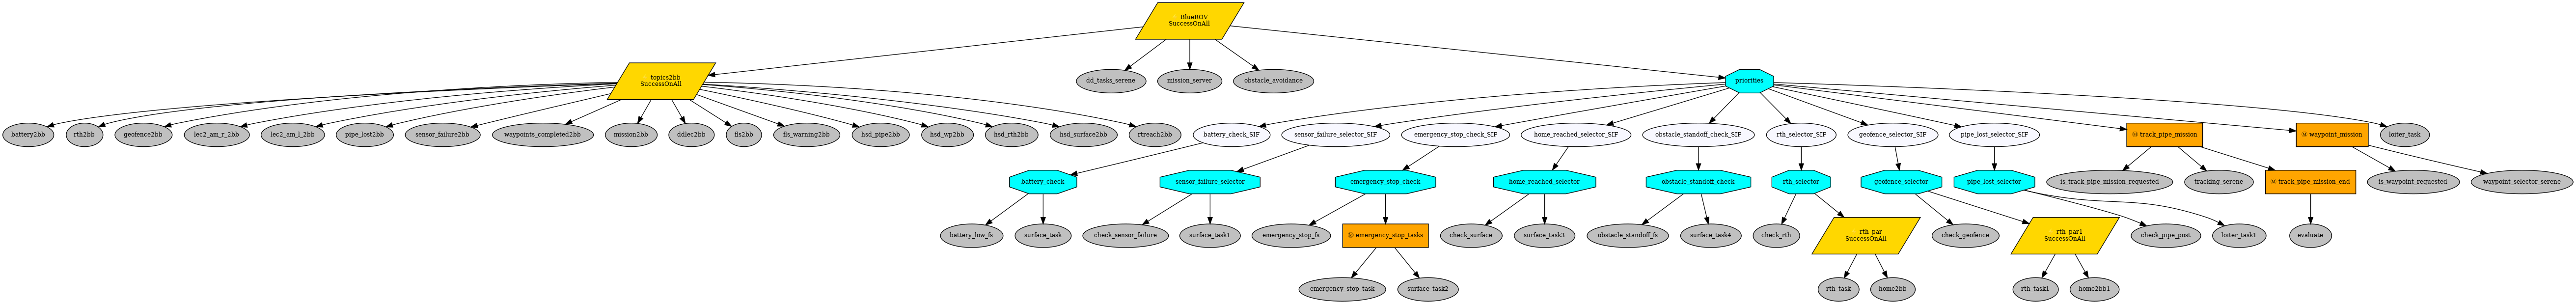 BlueROV
SuccessOnAll
topics2bb
SuccessOnAll
dd_tasks_serene
mission_server
obstacle_avoidance
priorities
battery2bb
rth2bb
geofence2bb
lec2_am_r_2bb
lec2_am_l_2bb
pipe_lost2bb
sensor_failure2bb
waypoints_completed2bb
mission2bb
ddlec2bb
fls2bb
fls_warning2bb
hsd_pipe2bb
hsd_wp2bb
hsd_rth2bb
hsd_surface2bb
rtreach2bb
battery_check_SIF
sensor_failure_selector_SIF
emergency_stop_check_SIF
home_reached_selector_SIF
obstacle_standoff_check_SIF
rth_selector_SIF
geofence_selector_SIF
pipe_lost_selector_SIF
Ⓜ track_pipe_mission
Ⓜ waypoint_mission
loiter_task
battery_check
sensor_failure_selector
emergency_stop_check
home_reached_selector
obstacle_standoff_check
rth_selector
geofence_selector
pipe_lost_selector
is_track_pipe_mission_requested
tracking_serene
Ⓜ track_pipe_mission_end
is_waypoint_requested
waypoint_selector_serene
battery_low_fs
surface_task
check_sensor_failure
surface_task1
emergency_stop_fs
Ⓜ emergency_stop_tasks
check_surface
surface_task3
obstacle_standoff_fs
surface_task4
check_rth
rth_par
SuccessOnAll
check_geofence
rth_par1
SuccessOnAll
check_pipe_post
loiter_task1
evaluate
emergency_stop_task
surface_task2
rth_task
home2bb
rth_task1
home2bb1